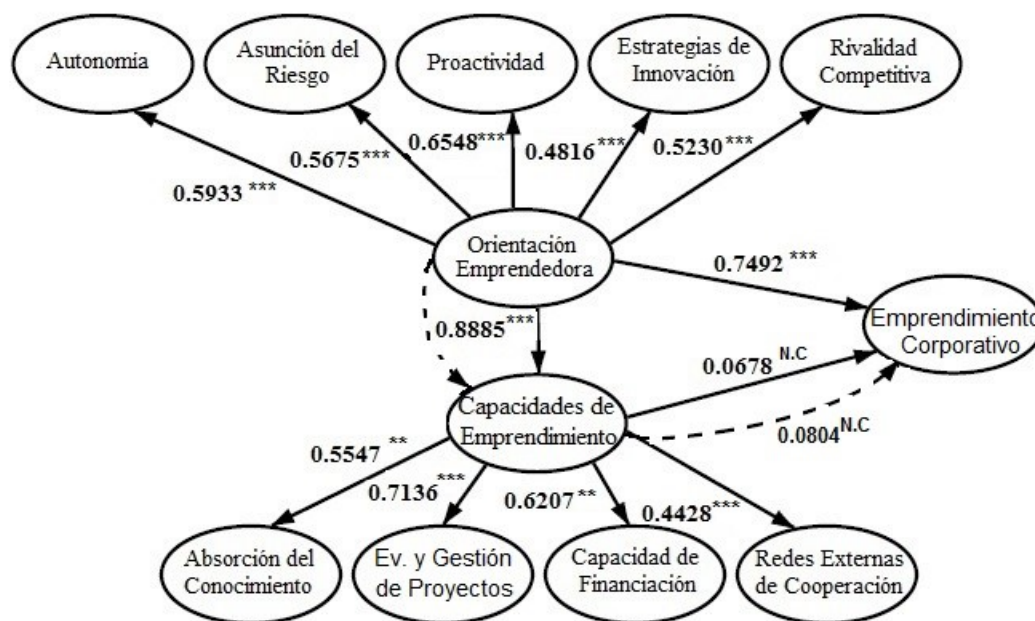 Autonomía
Asunción del
Riesgo
Proactividad
Estrategias de
Innovación
Rivalidad
Competitiva
0.5933 ***
0.5675 ***
0.6548 ***
0.4816 ***
0.5230 ***
Orientación
Emprendedora
0.7492 ***
0.8885 ***
Emprendimiento
Corporativo
0.0678 N.C
0.0804 N.C
Capacidades de
Emprendimiento
0.5547 **
0.7136 ***
0.6207 **
0.4428 ***
Absorción del
Conocimiento
Ev. y Gestión
de Proyectos
Capacidad de
Financiación
Redes Externas
de Cooperación